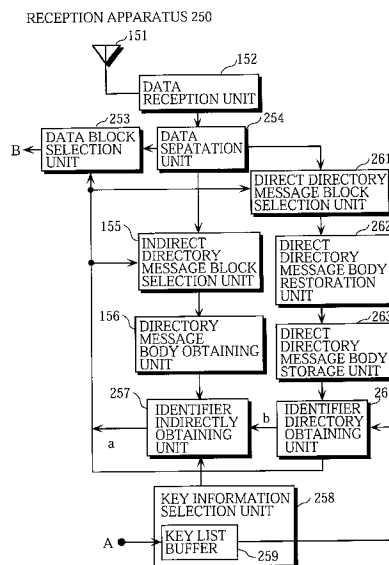 RECEPTION APPARATUS 250
151
152
DATA
RECEPTION UNIT
253
254
B
DATA BLOCK
SELECTION
UNIT
DATA
SEPATATION
UNIT
261
DIRECT DIRECTORY
MESSAGE BLOCK
SELECTION UNIT
155
INDIRECT
DIRECTORY
MESSAGE BLOCK
SELECTION UNIT
262
DIRECT
DIRECTORY
MESSAGE BODY
RESTORATION
UNIT
156
DIRECTORY
MESSAGE
BODY OBTAINING
UNIT
263
DIRECT
DIRECTORY
MESSAGE BODY
STORAGE UNIT
257
IDENTIFIER
INDIRECTLY
OBTAINING
UNIT
a
b
26
IDENTIFIER
DIRECTORY
OBTAINING
UNIT
KEY INFORMATION
SELECTION UNIT
258
A
KEY LIST
BUFFER
259